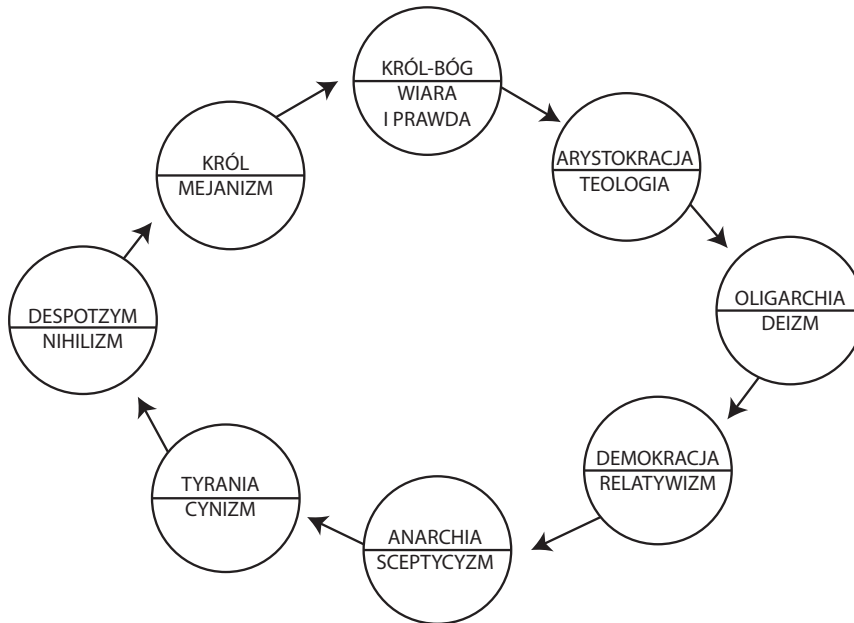 KRÓL-BÓG
WIARA
I PRAWDA
ARYSTOKRACJA
TEOLOGIA
OLIGARCHIA
DEIZM
DEMOKRACJA
RELATYWIZM
ANARCHIA
SCEPTYCYZM
TYRANIA
CYNIZM
DESPOTZYM
NIHILIZM
KRÓL
MEJANIZM